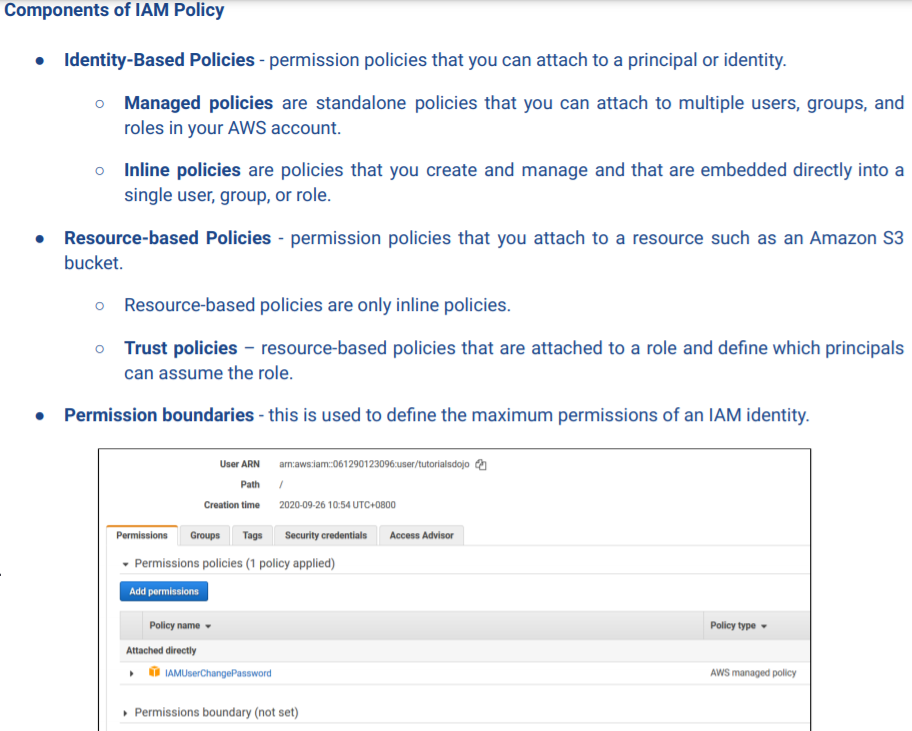 Components of IAM Policy
● Identity-Based Policies - permission policies that you can attach to a principal or identity.
○ Managed policies are standalone policies that you can attach to multiple users, groups, and
roles in your AWS account.
○ Inline policies are policies that you create and manage and that are embedded directly into a
single user, group, or role.
● Resource-based Policies - permission policies that you attach to a resource such as an Amazon S3
bucket.
○ Resource-based policies are only inline policies.
○ Trust policies – resource-based policies that are attached to a role and define which principals
can assume the role.
● Permission boundaries - this is used to define the maximum permissions of an IAM identity.
User ARN arn:aws:iam::061290123096:user/tutorialsdojo
Path /
Creation time 2020-09-26 10:54 UTC+0800
Permissions Groups Tags Security credentials Access Advisor
Permissions policies (1 policy applied)
Add permissions
Policy name Policy type
Attached directly
IAMUserChangePassword AWS managed policy
Permissions boundary (not set)